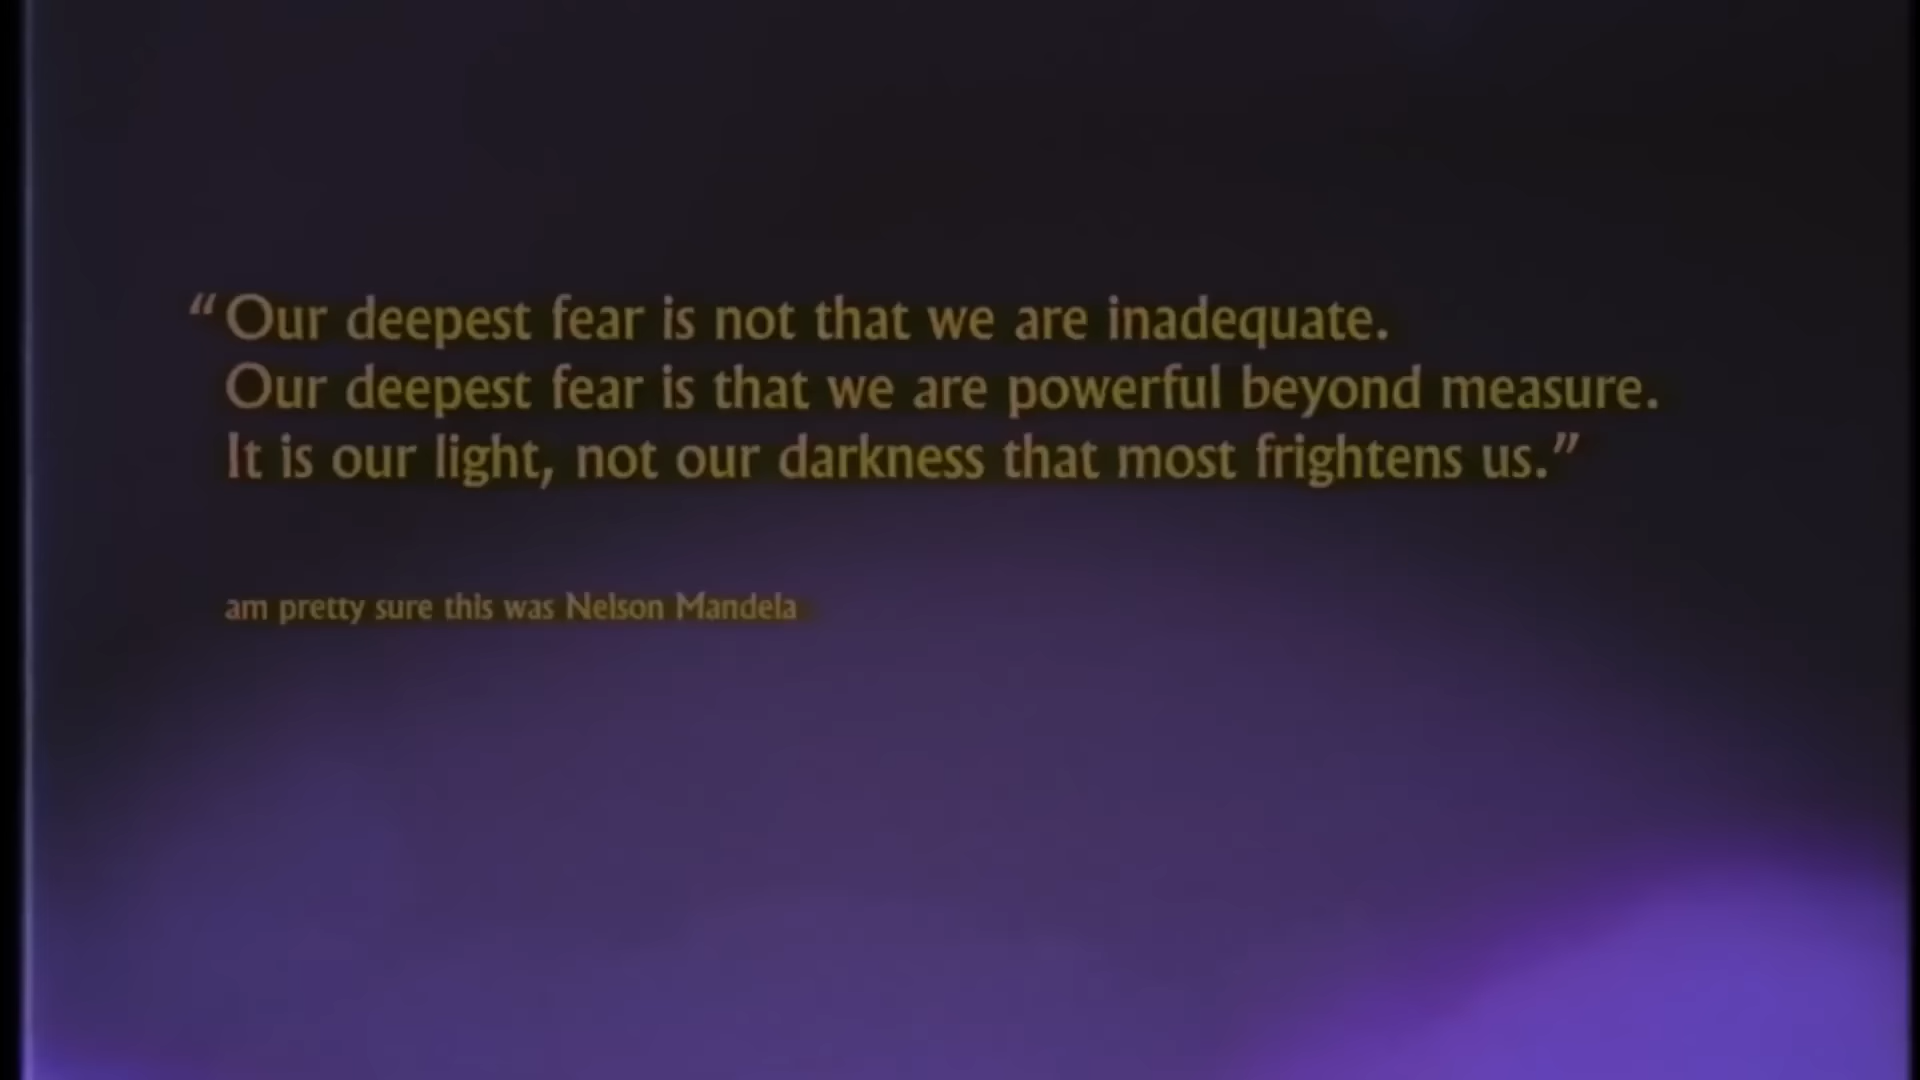 “Our deepest fear is not that we are inadequate.
Our deepest fear is that we are powerful beyond measure.
It is our light, not our darkness that most frightens us.”
am pretty sure this was Nelson Mandela